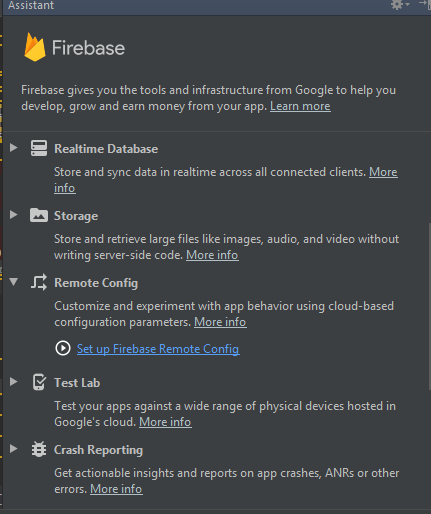 Assistant
Firebase
Firebase gives you the tools and infrastructure from Google to help you
develop, grow and earn money from your app. Learn more
Realtime Database
Store and sync data in realtime across all connected clients. More
info
Storage
Store and retrieve large files like images, audio, and video without
writing server-side code. More info
Remote Config
Customize and experiment with app behavior using cloud-based
configuration parameters. More info
Set up Firebase Remote Config
Test Lab
Test your apps against a wide range of physical devices hosted in
Google's cloud. More info
Crash Reporting
Get actionable insights and reports on app crashes, ANRs or other
errors. More info